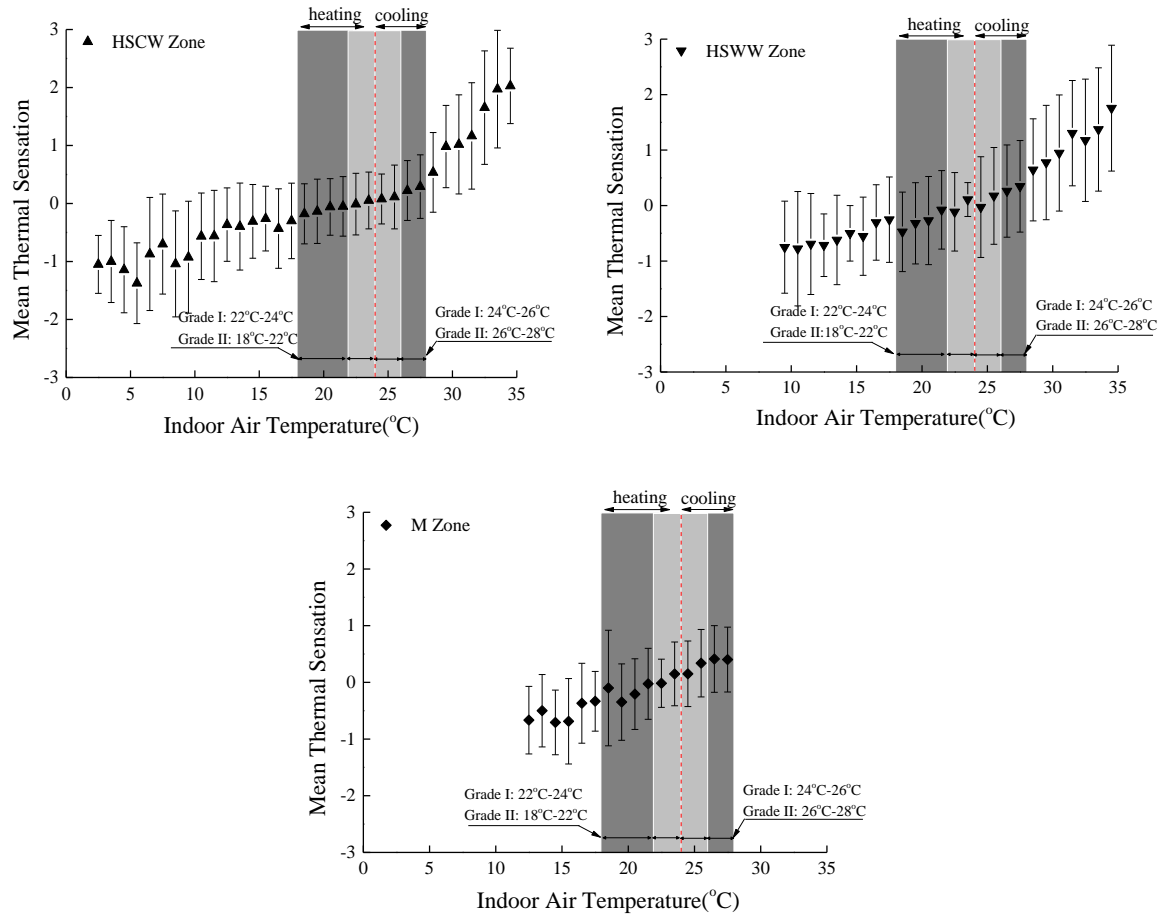 heating cooling
HSCW Zone
Mean Thermal Sensation
3
2
1
0
-1
-2
-3
Grade I: 22°C-24°C
Grade II: 18°C-22°C
Grade I: 24°C-26°C
Grade II: 26°C-28°C
0 5 10 15 20 25 30 35
Indoor Air Temperature(°C)
heating cooling
HSWW Zone
Mean Thermal Sensation
3
2
1
0
-1
-2
-3
Grade I: 22°C-24°C
Grade II:18°C-22°C
Grade I: 24°C-26°C
Grade II: 26°C-28°C
0 5 10 15 20 25 30 35
Indoor Air Temperature(°C)
heating cooling
M Zone
Mean Thermal Sensation
3
2
1
0
-1
-2
-3
Grade I: 22°C-24°C
Grade II: 18°C-22°C
Grade I: 24°C-26°C
Grade II: 26°C-28°C
0 5 10 15 20 25 30 35
Indoor Air Temperature(°C)